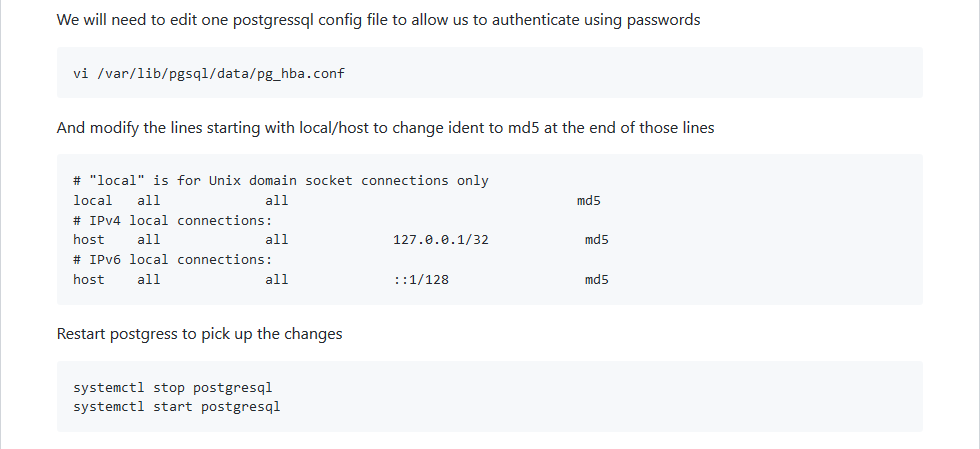 We will need to edit one postgressql config file to allow us to authenticate using passwords
vi /var/lib/pgsql/data/pg_hba.conf
And modify the lines starting with local/host to change ident to md5 at the end of those lines
# "local" is for Unix domain socket connections only
local   all             all                                    md5
# IPv4 local connections:
host    all             all             127.0.0.1/32            md5
# IPv6 local connections:
host    all             all             ::1/128                 md5
Restart postgress to pick up the changes
systemctl stop postgresql
systemctl start postgresql